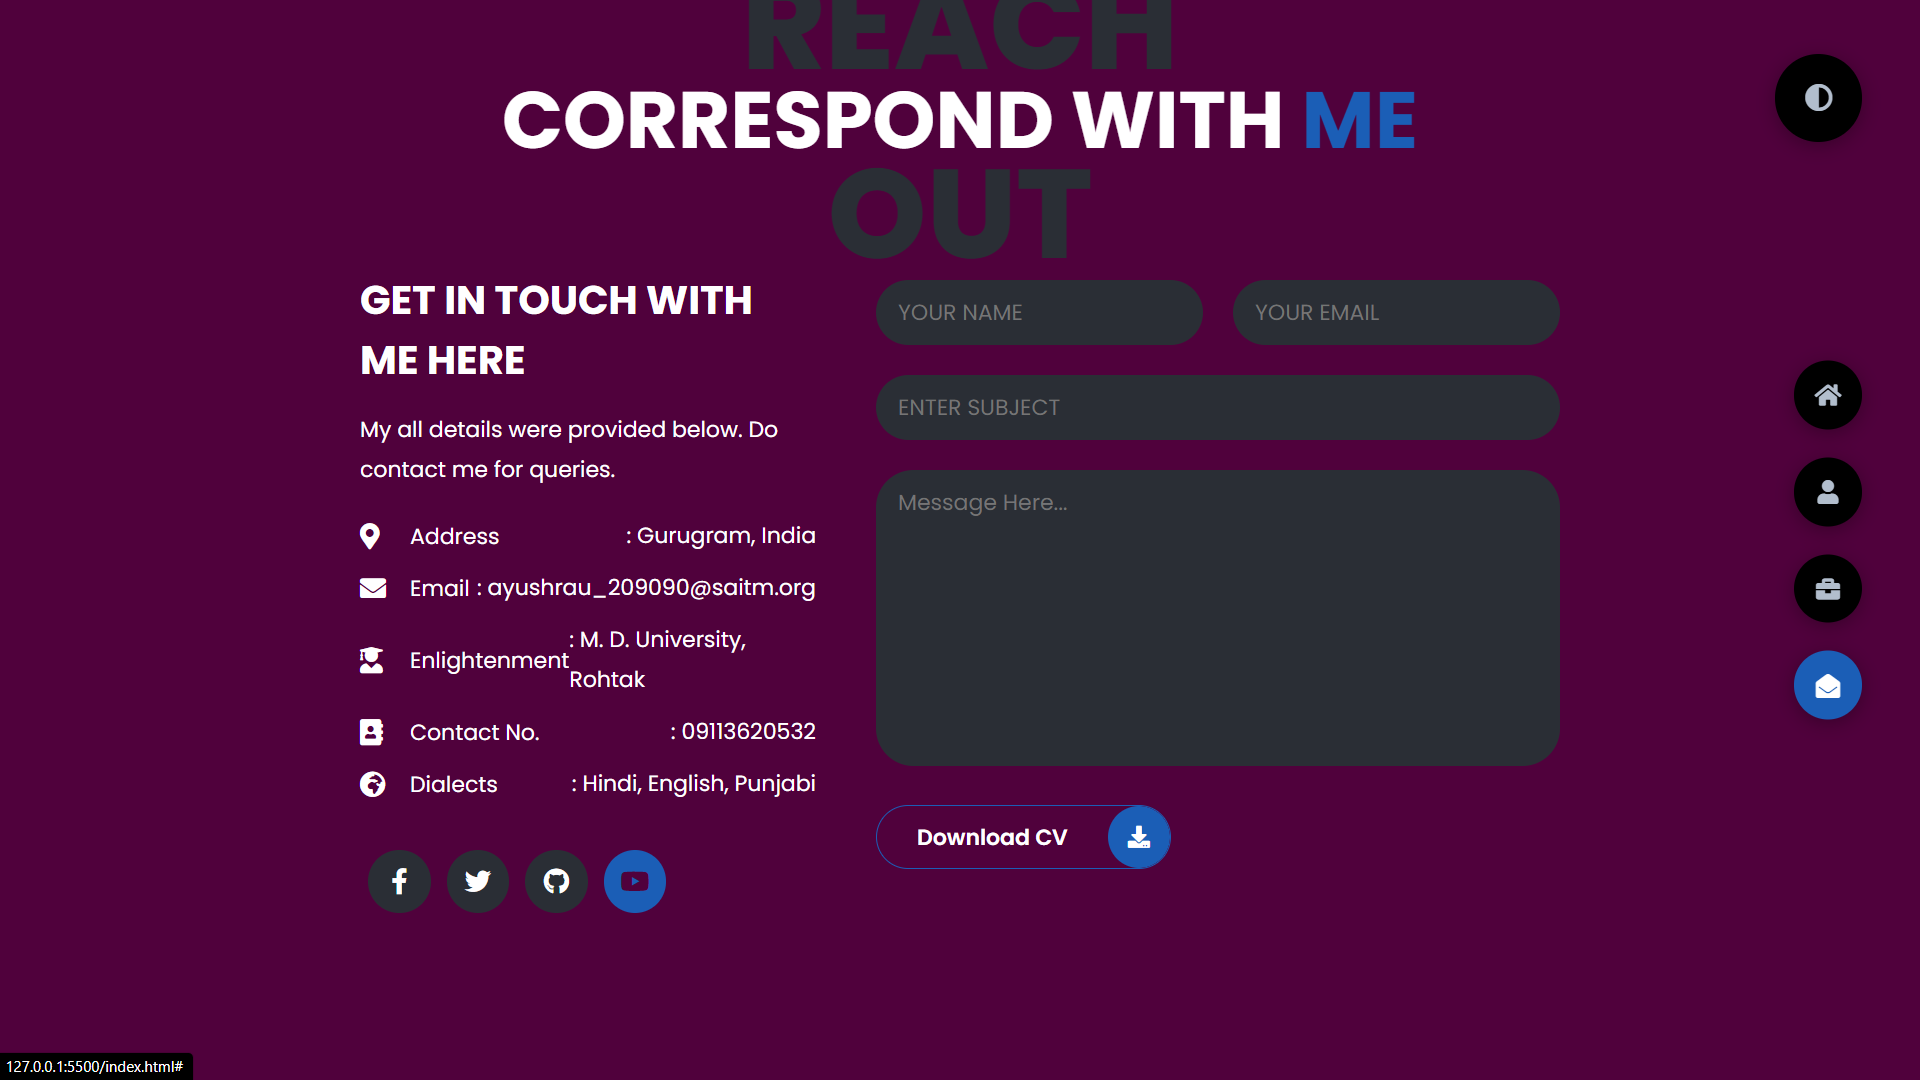 REACH
CORRESPOND WITH ME
OUT
GET IN TOUCH WITH
ME HERE
My all details were provided below. Do
contact me for queries.
Address : Gurugram, India
Email : ayushrau_209090@saitm.org
Enlightenment : M. D. University,
Rohtak
Contact No. : 09113620532
Dialects : Hindi, English, Punjabi
YOUR NAME
YOUR EMAIL
ENTER SUBJECT
Message Here...
Download CV
127.0.0.1:5500/index.html#